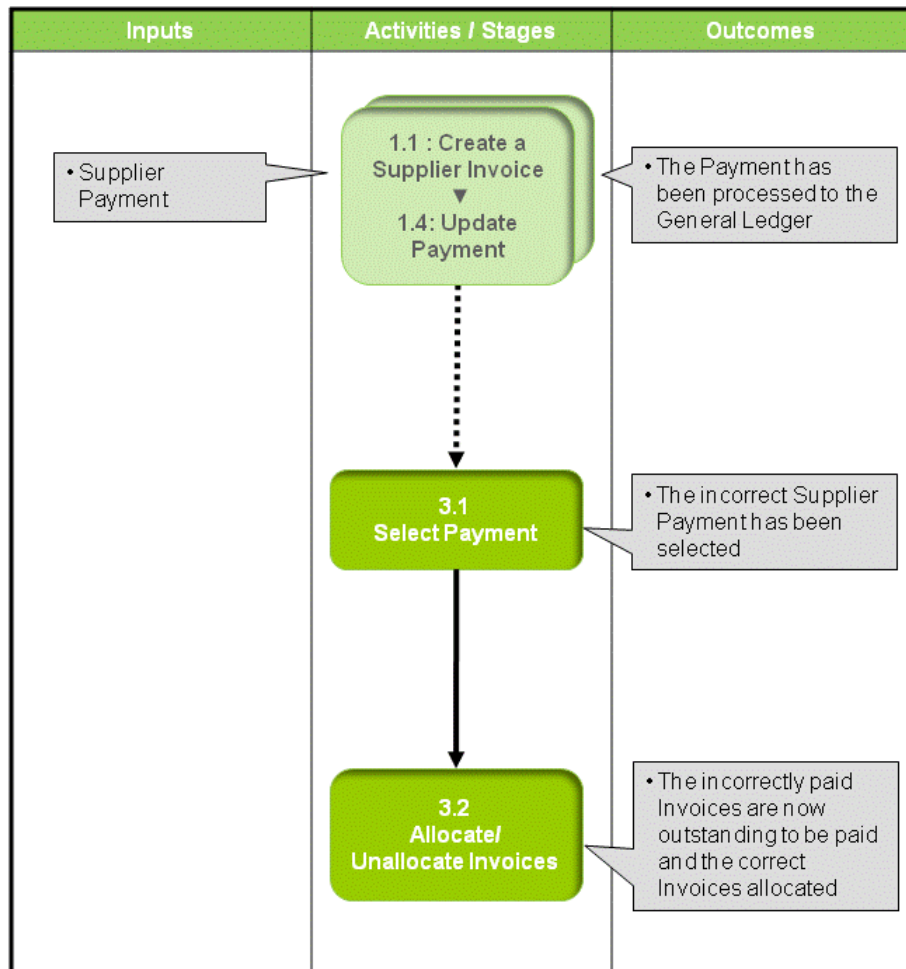 Inputs
Activities / Stages
Outcomes
• Supplier
Payment
1.1 : Create a
Supplier Invoice
▼
1.4: Update
Payment
• The Payment has
been processed to the
General Ledger
3.1
Select Payment
• The incorrect Supplier
Payment has been
selected
3.2
Allocate/
Unallocate Invoices
• The incorrectly paid
Invoices are now
outstanding to be paid
and the correct
Invoices allocated